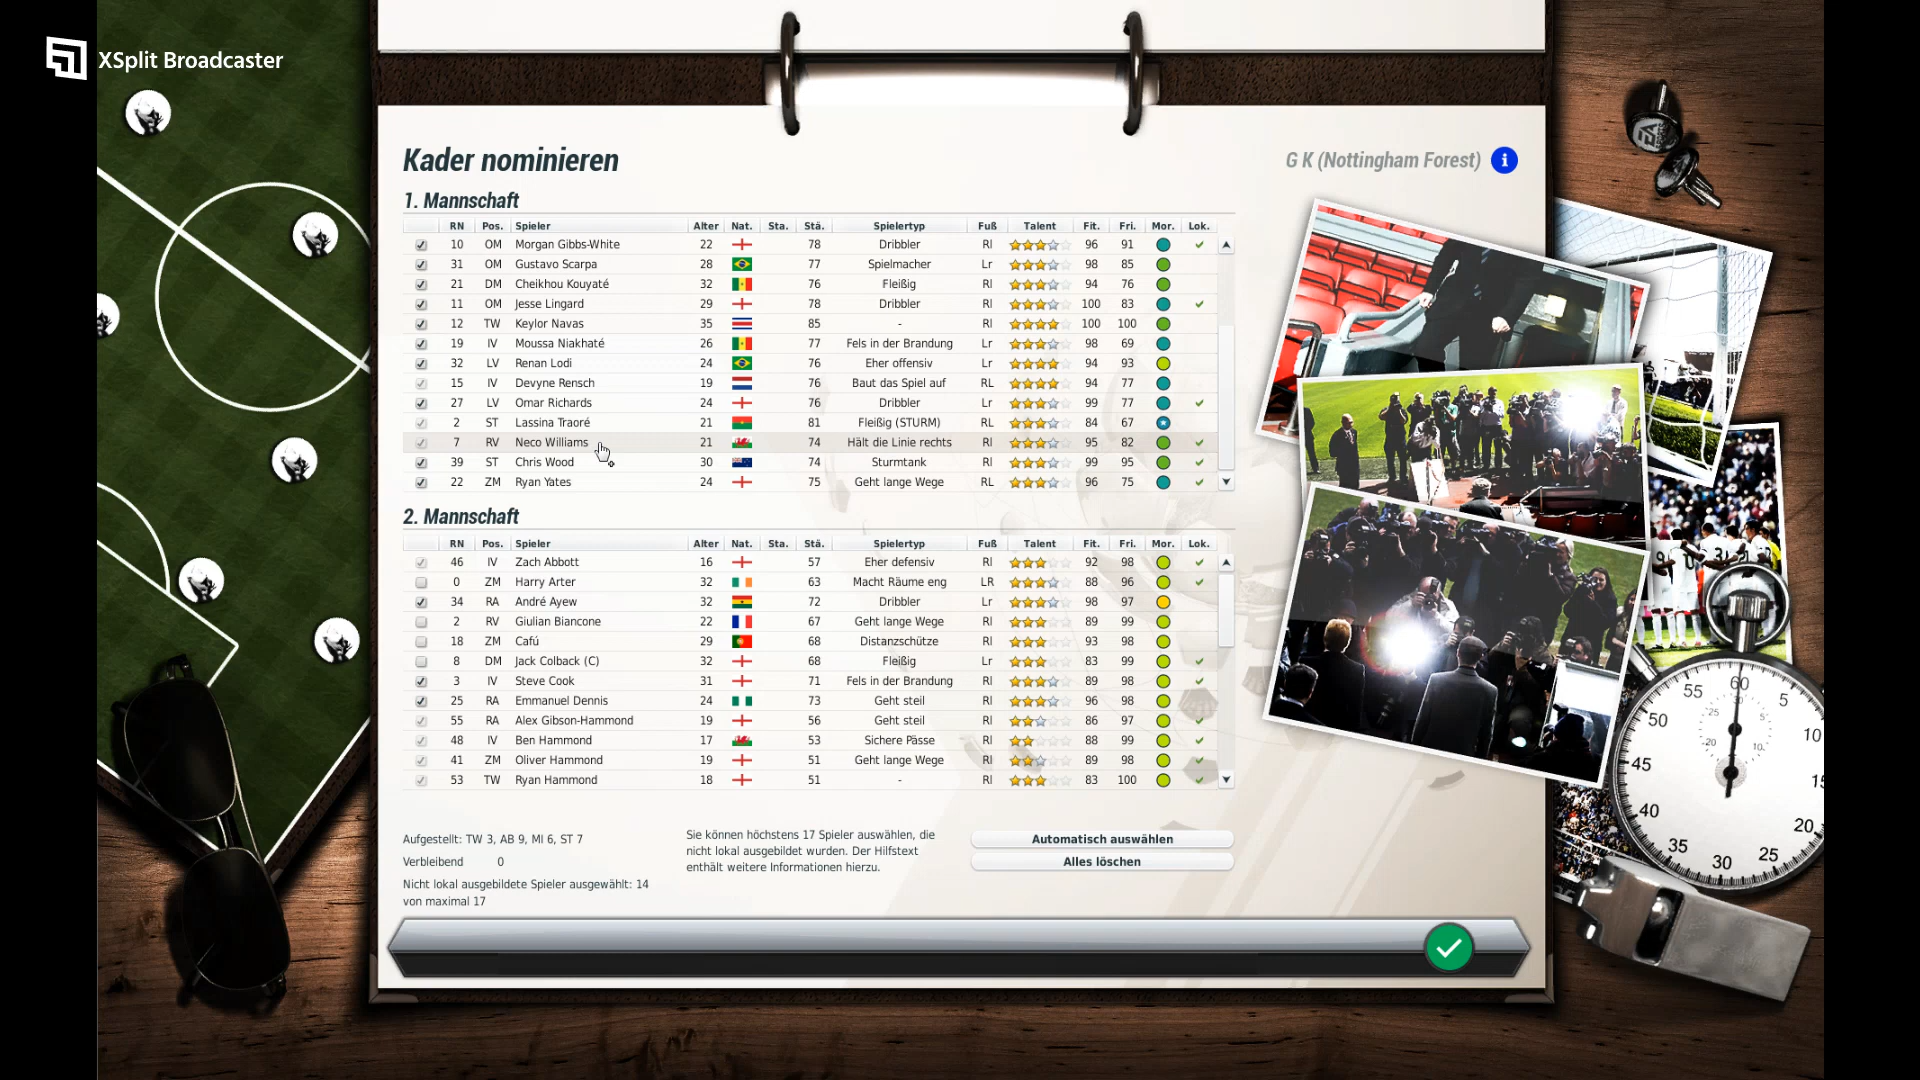 XSplit Broadcaster
Kader nominieren
G K (Nottingham Forest)
1. Mannschaft
RN Pos. Spieler Alter Nat. Sta. Stä. Spielertyp Fuß Talent Fit. Fri. Mor. Lok.
10 OM Morgan Gibbs-White 22 78 Dribbler Rl 96 91
31 OM Gustavo Scarpa 28 77 Spielmacher Lr 98 85
21 DM Cheikhou Kouyaté 32 76 Fleißig Rl 94 76
11 OM Jesse Lingard 29 78 Dribbler Rl 100 83
12 TW Keylor Navas 35 85 - Rl 100 100
19 IV Moussa Niakhaté 26 77 Fels in der Brandung Lr 98 69
32 LV Renan Lodi 24 76 Eher offensiv Lr 94 93
15 IV Devyne Rensch 19 76 Baut das Spiel auf RL 94 77
27 LV Omar Richards 24 76 Dribbler Lr 99 77
2 ST Lassina Traoré 21 81 Fleißig (STURM) RL 84 67
7 RV Neco Williams 21 74 Hält die Linie rechts Rl 95 82
39 ST Chris Wood 30 74 Sturmtank Rl 99 95
22 ZM Ryan Yates 24 75 Geht lange Wege RL 96 75
2. Mannschaft
RN Pos. Spieler Alter Nat. Sta. Stä. Spielertyp Fuß Talent Fit. Fri. Mor. Lok.
46 IV Zach Abbott 16 57 Eher defensiv Rl 92 98
0 ZM Harry Arter 32 63 Macht Räume eng LR 88 96
34 RA André Ayew 32 72 Dribbler Lr 98 97
2 RV Giulian Biancone 22 67 Geht lange Wege Rl 89 99
18 ZM Cafú 29 68 Distanzschütze Rl 93 98
8 DM Jack Colback (C) 32 68 Fleißig Lr 83 99
3 IV Steve Cook 31 71 Fels in der Brandung Rl 89 98
25 RA Emmanuel Dennis 24 73 Geht steil Rl 96 98
55 RA Alex Gibson-Hammond 19 56 Geht steil Rl 86 97
48 IV Ben Hammond 17 53 Sichere Pässe Rl 88 99
41 ZM Oliver Hammond 19 51 Geht lange Wege Rl 89 98
53 TW Ryan Hammond 18 51 - Rl 83 100
Aufgestellt: TW 3, AB 9, MI 6, ST 7
Verbleibend 0
Nicht lokal ausgebildete Spieler ausgewählt: 14
von maximal 17
Sie können höchstens 17 Spieler auswählen, die
nicht lokal ausgebildet wurden. Der Hilfstext
enthält weitere Informationen hierzu.
Automatisch auswählen
Alles löschen
60
5
10
15
20
25
30
35
40
45
50
55